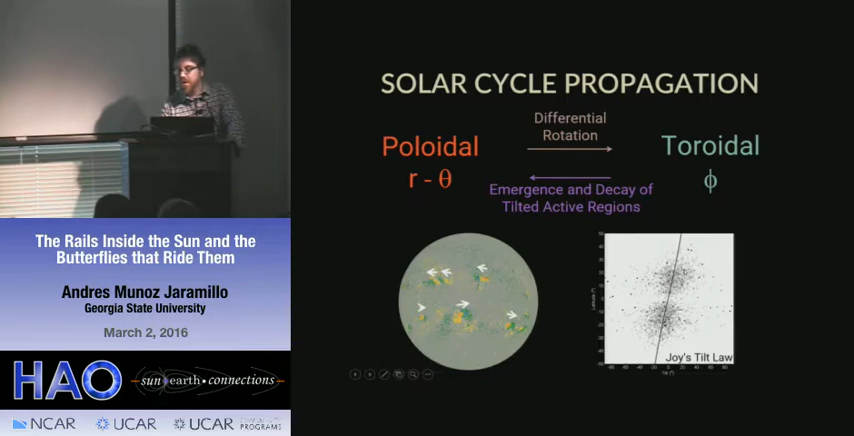 SOLAR CYCLE PROPAGATION
Poloidal
r - θ
Differential
Rotation
Toroidal
ϕ
Emergence and Decay of
Tilted Active Regions
Joy's Tilt Law
The Rails Inside the Sun and the
Butterflies that Ride Them
Andres Munoz Jaramillo
Georgia State University
March 2, 2016
HAO
sun earth • connections
NCAR
UCAR
UCAR
PROGRAMS